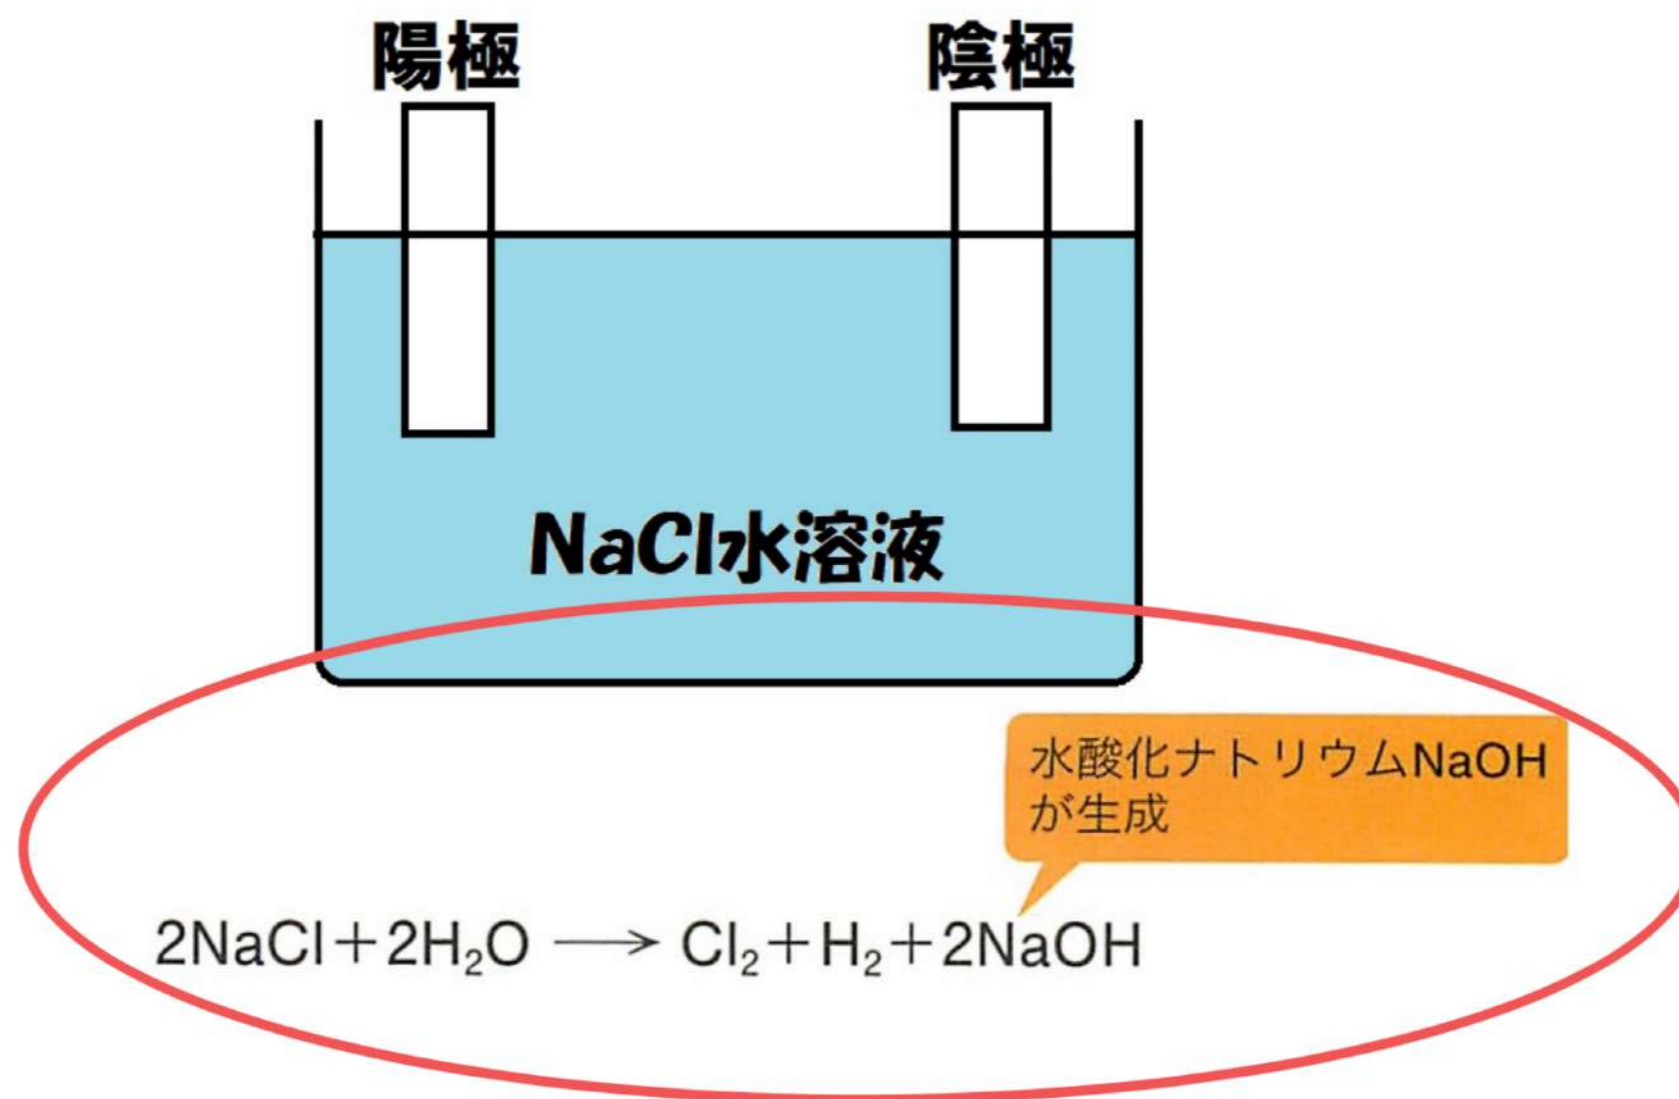 陽極
陰極
NaCl水溶液
水酸化ナトリウムNaOH
が生成
2NaCl+2H₂O ⟶ Cl₂+H₂+2NaOH